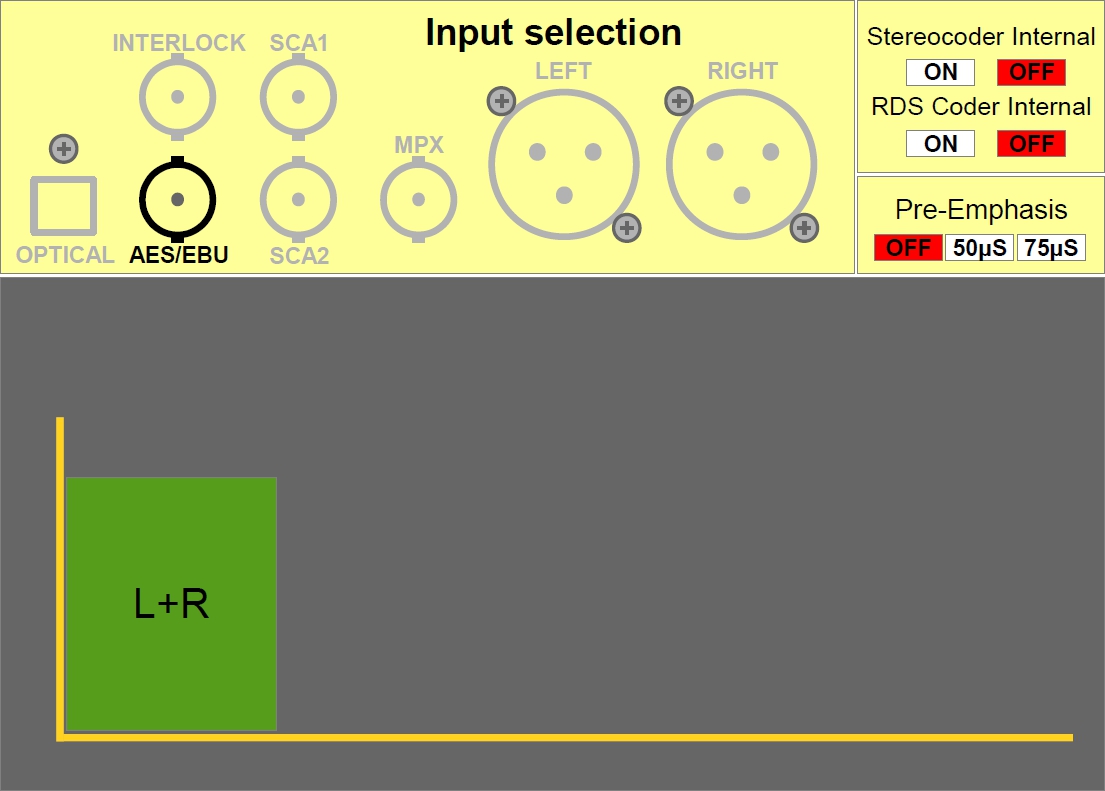 Input selection
INTERLOCK
SCA1
LEFT
RIGHT
MPX
OPTICAL
AES/EBU
SCA2
Stereocoder Internal
ON OFF
RDS Coder Internal
ON OFF
Pre-Emphasis
OFF 50µS 75µS
L+R